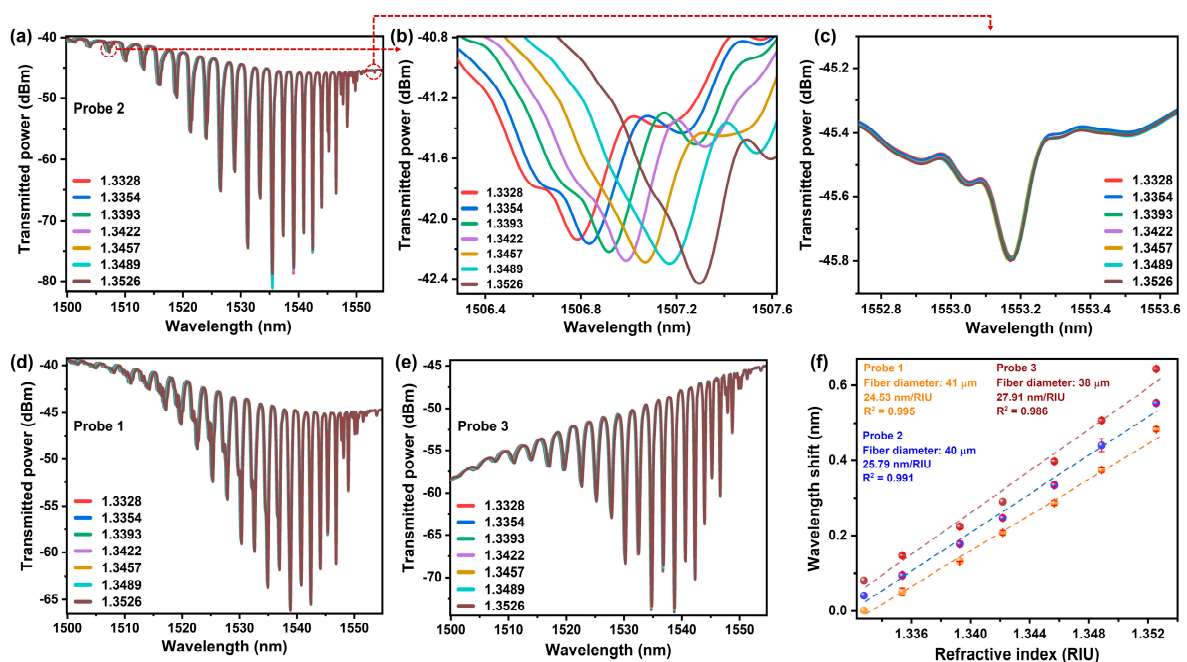 (a)
-40
-50
-60
-70
-80
Transmitted power (dBm)
Probe 2
1.3328
1.3354
1.3393
1.3422
1.3457
1.3489
1.3526
1500 1510 1520 1530 1540 1550
Wavelength (nm)
(b)
-40.8
-41.2
-41.6
-42.0
-42.4
Transmitted power (dBm)
1.3328
1.3354
1.3393
1.3422
1.3457
1.3489
1.3526
1506.4 1506.8 1507.2 1507.6
Wavelength (nm)
(c)
-45.2
-45.4
-45.6
-45.8
Transmitted power (dBm)
1.3328
1.3354
1.3393
1.3422
1.3457
1.3489
1.3526
1552.8 1553.0 1553.2 1553.4 1553.6
Wavelength (nm)
(d)
-40
-45
-50
-55
-60
-65
Transmitted power (dBm)
Probe 1
1.3328
1.3354
1.3393
1.3422
1.3457
1.3489
1.3526
1500 1510 1520 1530 1540 1550
Wavelength (nm)
(e)
-45
-50
-55
-60
-65
-70
Transmitted power (dBm)
Probe 3
1.3328
1.3354
1.3393
1.3422
1.3457
1.3489
1.3526
1500 1510 1520 1530 1540 1550
Wavelength (nm)
(f)
0.6
0.4
0.2
0.0
Wavelength shift (nm)
Probe 1
Fiber diameter: 41 μm
24.53 nm/RIU
R² = 0.995
Probe 3
Fiber diameter: 38 μm
27.91 nm/RIU
R² = 0.986
Probe 2
Fiber diameter: 40 μm
25.79 nm/RIU
R² = 0.991
1.336 1.340 1.344 1.348 1.352
Refractive index (RIU)